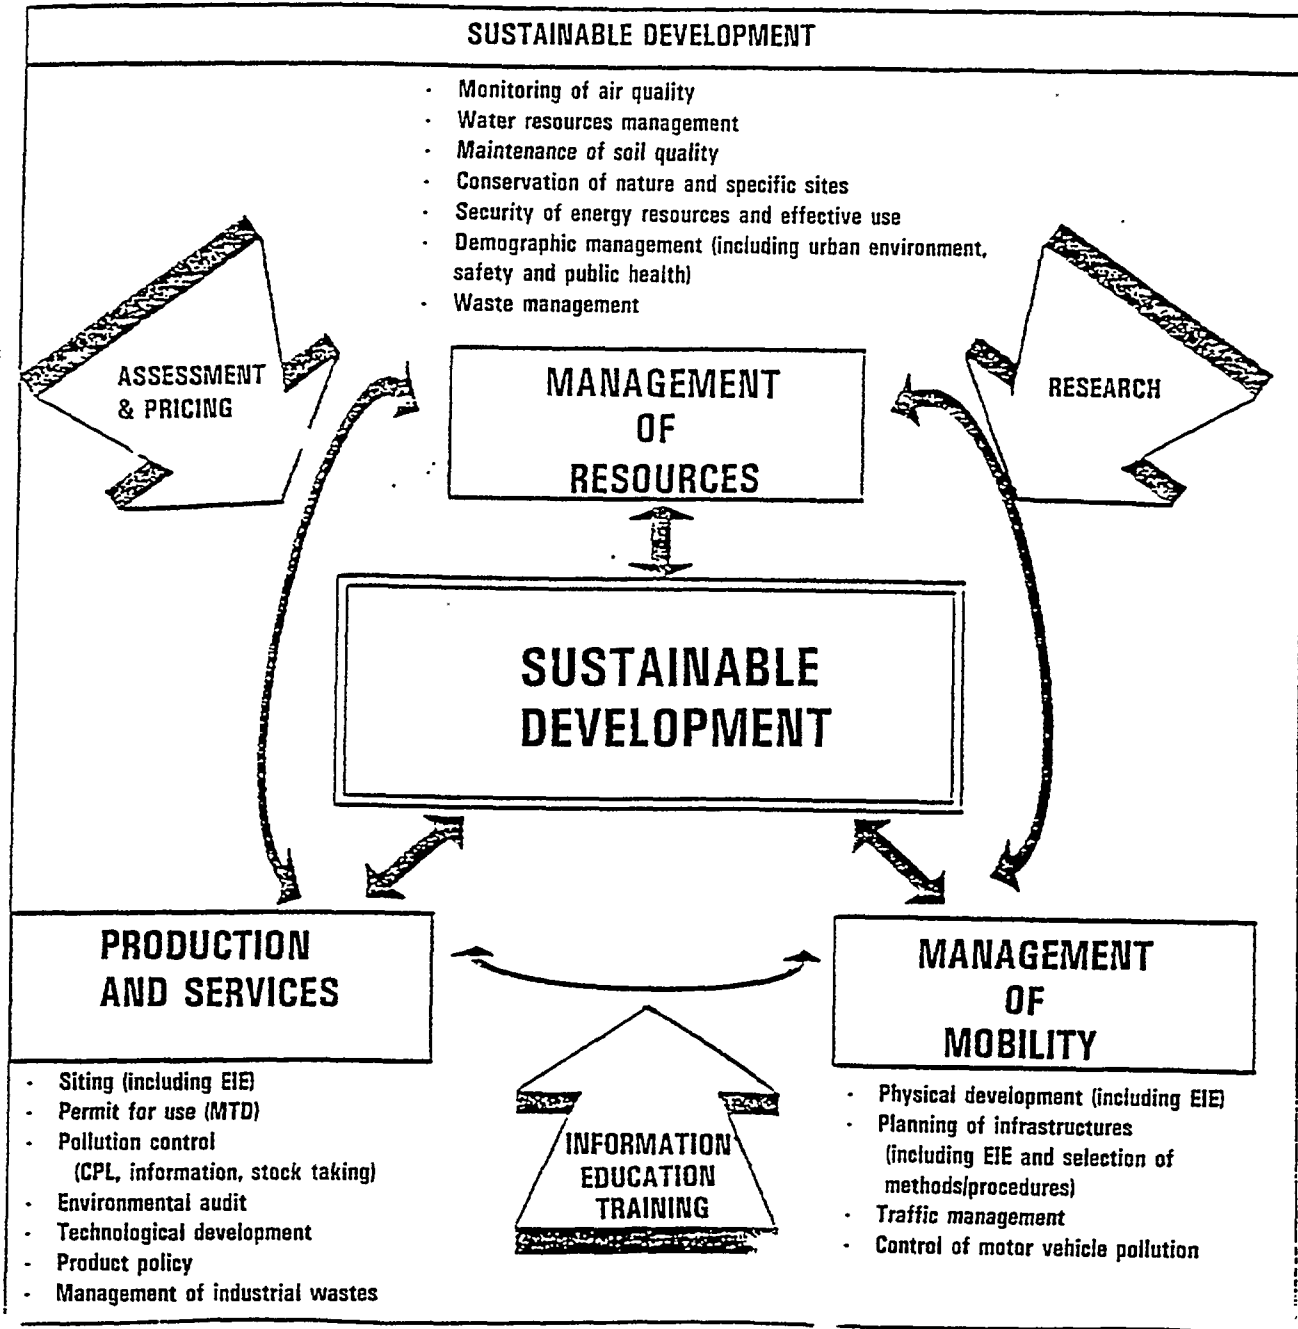 SUSTAINABLE DEVELOPMENT
- Monitoring of air quality
- Water resources management
- Maintenance of soil quality
- Conservation of nature and specific sites
- Security of energy resources and effective use
- Demographic management (including urban environment,
safety and public health)
- Waste management
ASSESSMENT
& PRICING
MANAGEMENT
OF
RESOURCES
RESEARCH
SUSTAINABLE
DEVELOPMENT
PRODUCTION
AND SERVICES
MANAGEMENT
OF
MOBILITY
- Siting (including EIE)
- Permit for use (MTD)
- Pollution control
(CPL, information, stock taking)
- Environmental audit
- Technological development
- Product policy
- Management of industrial wastes
INFORMATION
EDUCATION
TRAINING
- Physical development (including EIE)
- Planning of infrastructures
(including EIE and selection of
methods/procedures)
- Traffic management
- Control of motor vehicle pollution